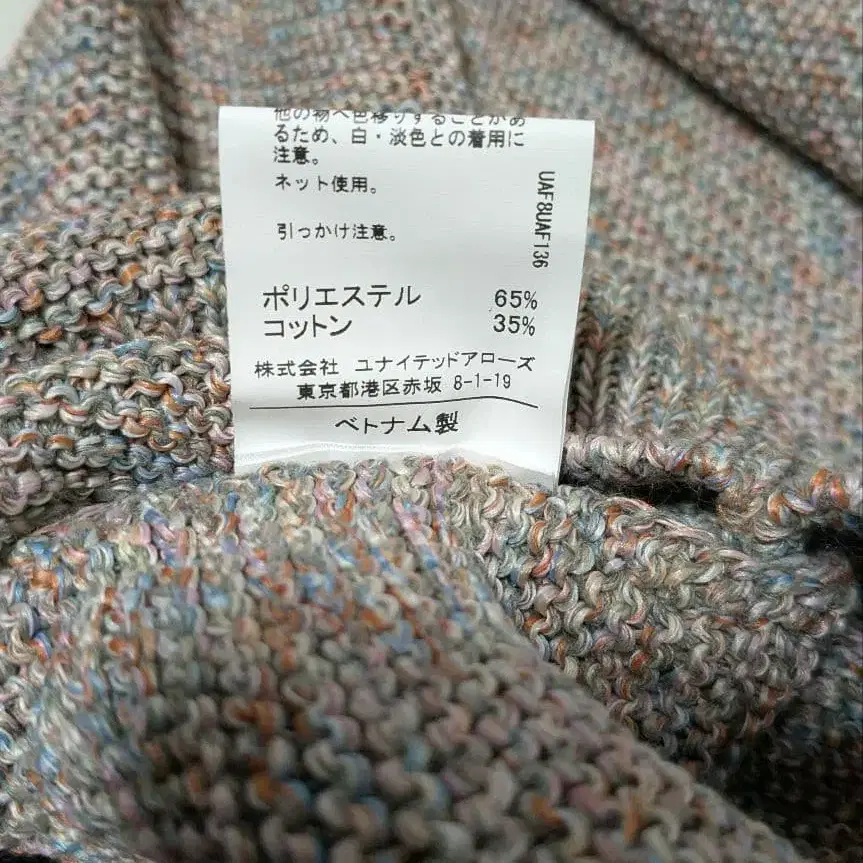 他の物へ色移りすることがあ
るため、白・淡色との着用に
注意。
ネット使用。
引っかけ注意。
UAF8UAF136
ポリエステル 65%
コットン 35%
株式会社 ユナイテッドアローズ
東京都港区赤坂 8-1-19
ベトナム製